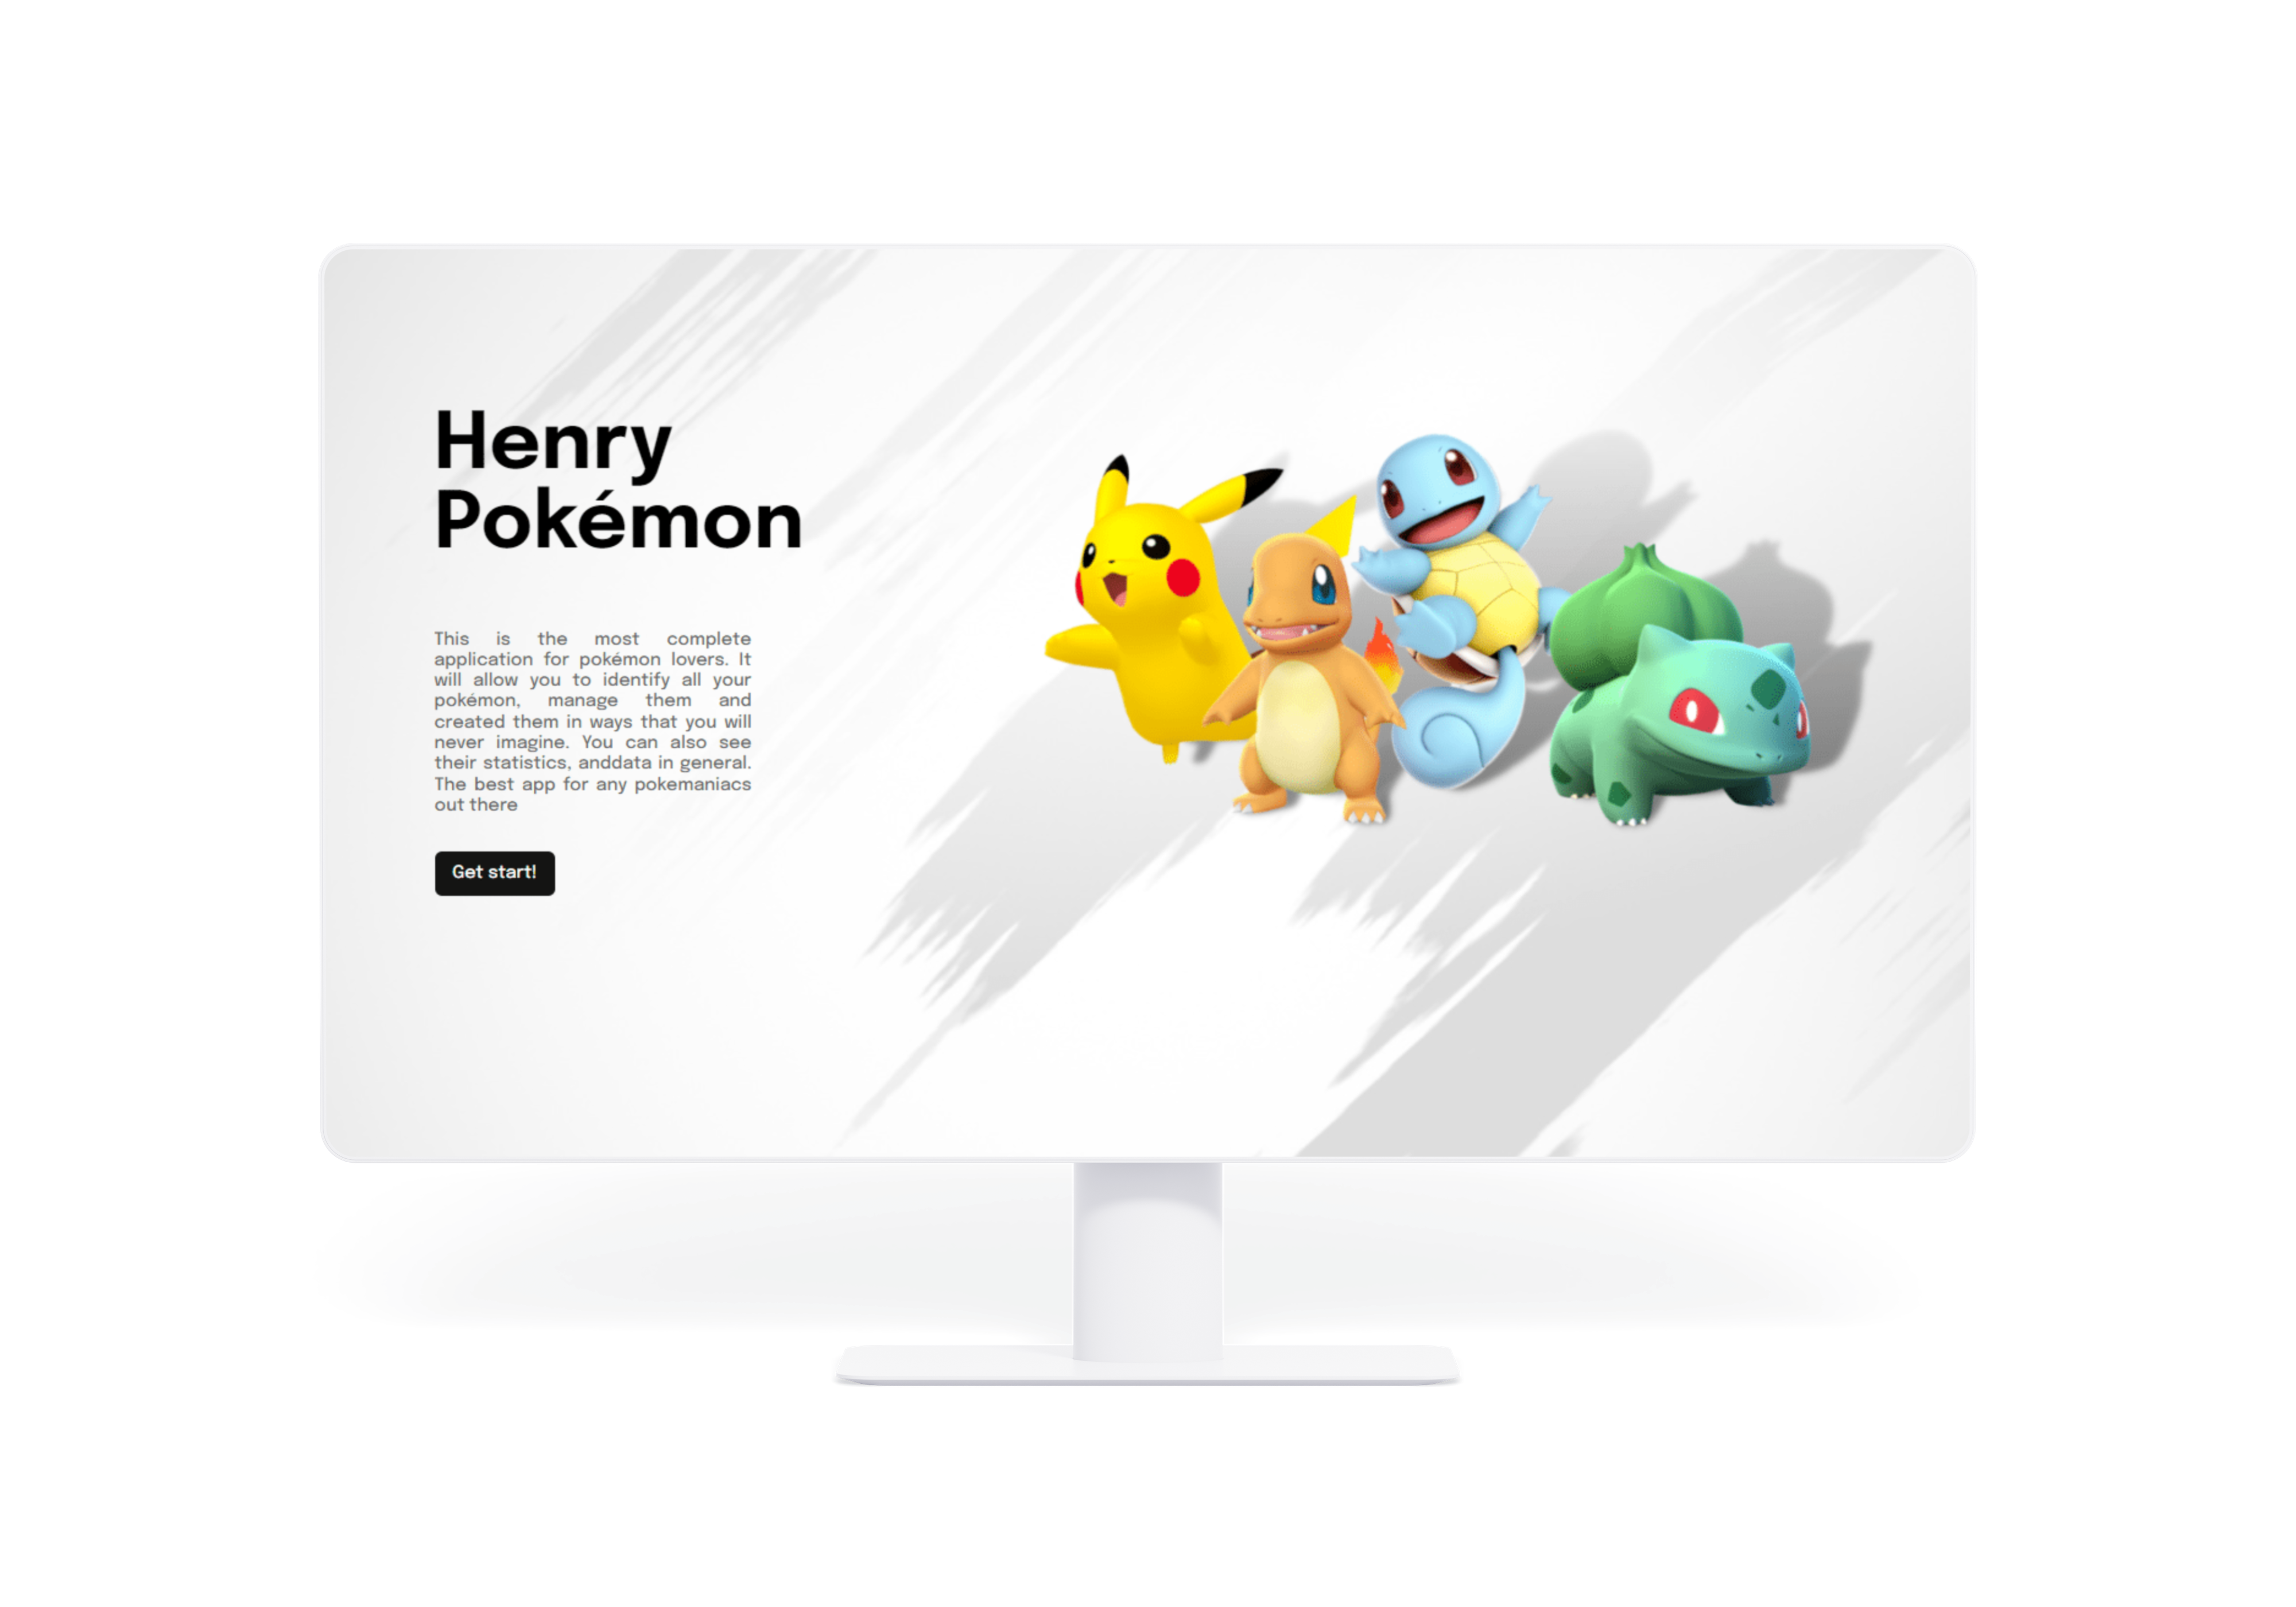 Henry
Pokémon
This is the most complete
application for pokémon lovers. It
will allow you to identify all your
pokémon, manage them and
created them in ways that you will
never imagine. You can also see
their statistics, anddata in general.
The best app for any pokemaniacs
out there
Get start!